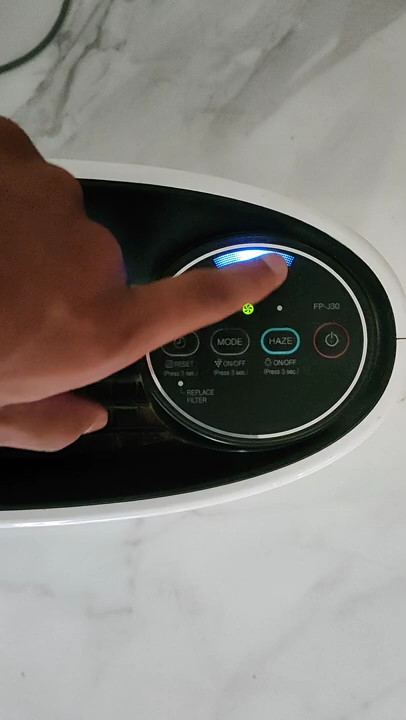 FP-J30
MODE
HAZE
RESET
(Press 3 sec.)
ON/OFF
(Press 3 sec.)
ON/OFF
(Press 3 sec.)
REPLACE
FILTER